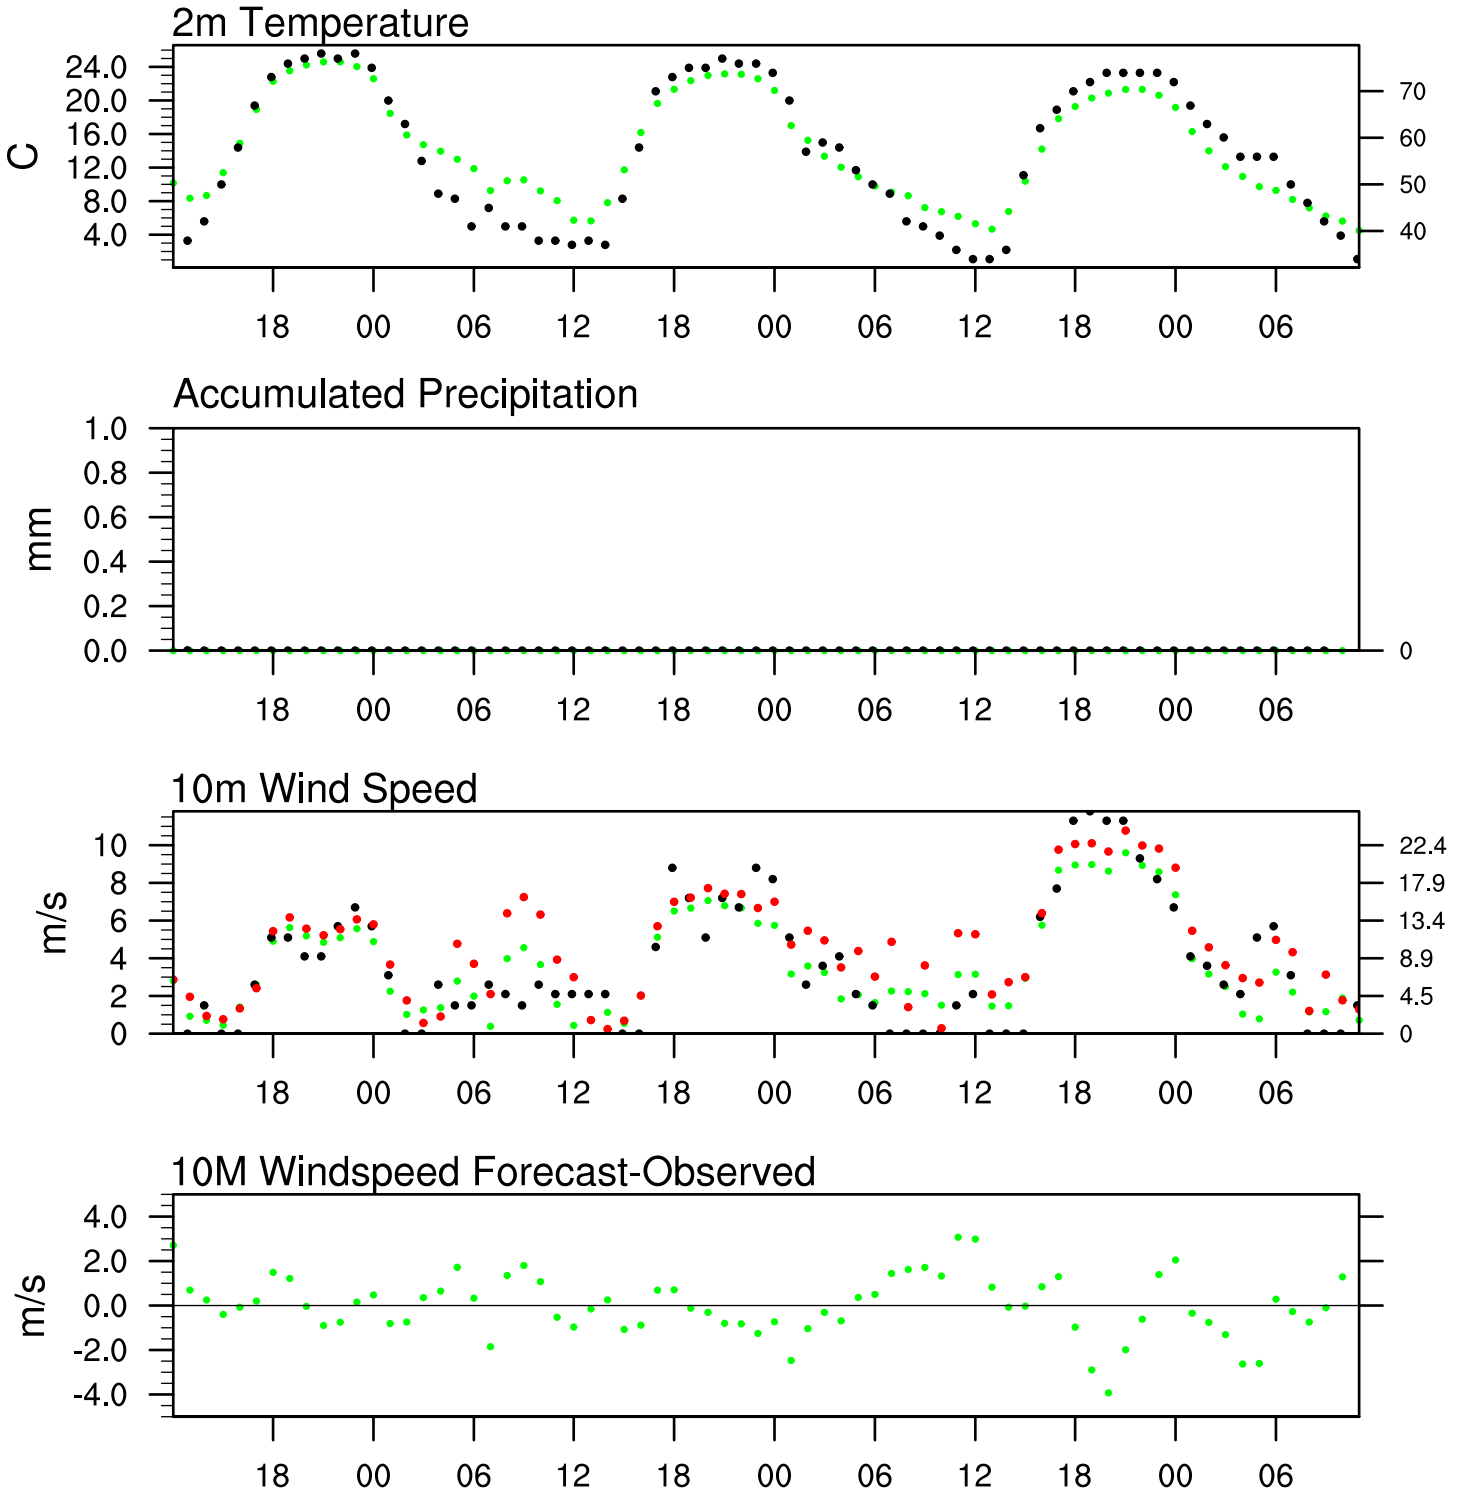 2m Temperature
24.0
20.0
16.0
12.0
8.0
4.0
C
70
60
50
40
18 00 06 12 18 00 06 12 18 00 06
Accumulated Precipitation
1.0
0.8
0.6
0.4
0.2
0.0
mm
0
18 00 06 12 18 00 06 12 18 00 06
10m Wind Speed
10
8
6
4
2
0
m/s
22.4
17.9
13.4
8.9
4.5
0
18 00 06 12 18 00 06 12 18 00 06
10M Windspeed Forecast-Observed
4.0
2.0
0.0
-2.0
-4.0
m/s
18 00 06 12 18 00 06 12 18 00 06